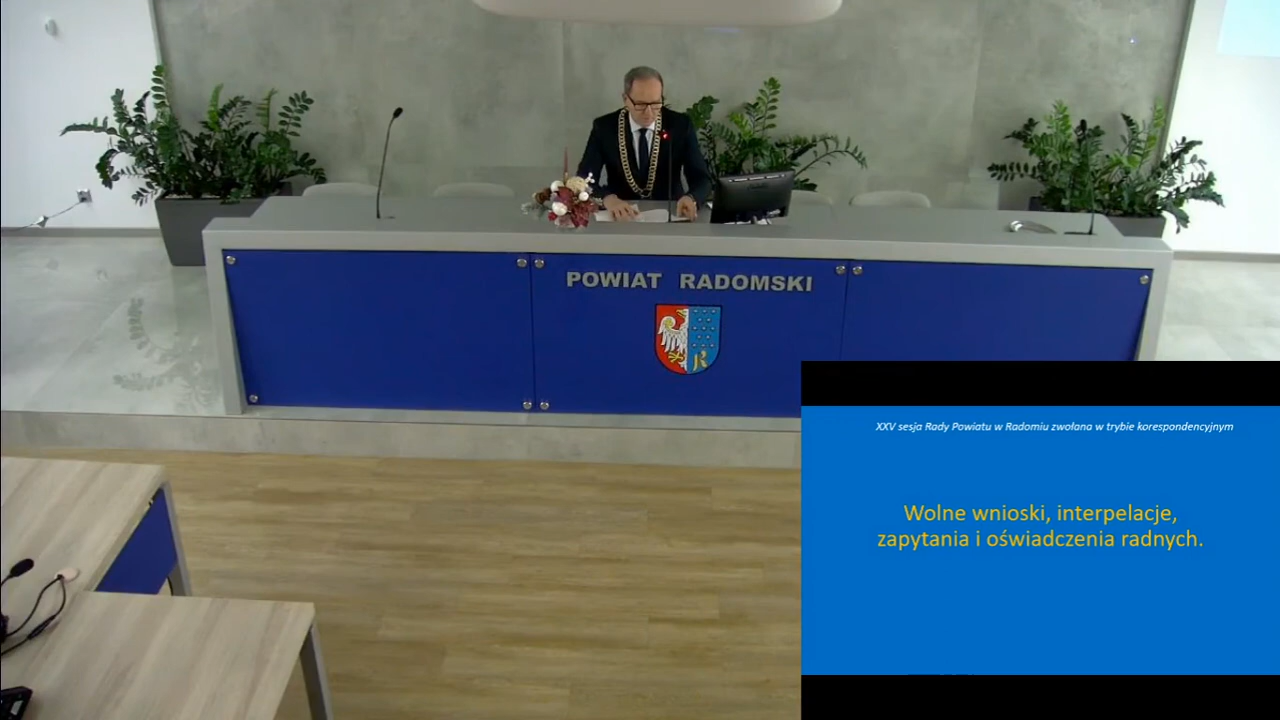 POWIAT RADOMSKI
R
XXV sesja Rady Powiatu w Radomiu zwołana w trybie korespondencyjnym
Wolne wnioski, interpelacje,
zapytania i oświadczenia radnych.